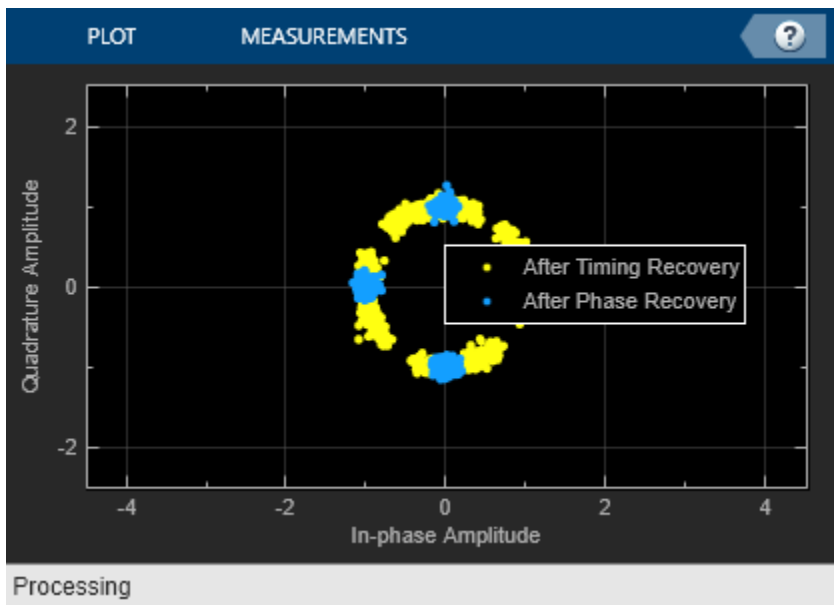 PLOT MEASUREMENTS ?
2
0
-2
Quadrature Amplitude
After Timing Recovery
After Phase Recovery
-4 -2 0 2 4
In-phase Amplitude
Processing